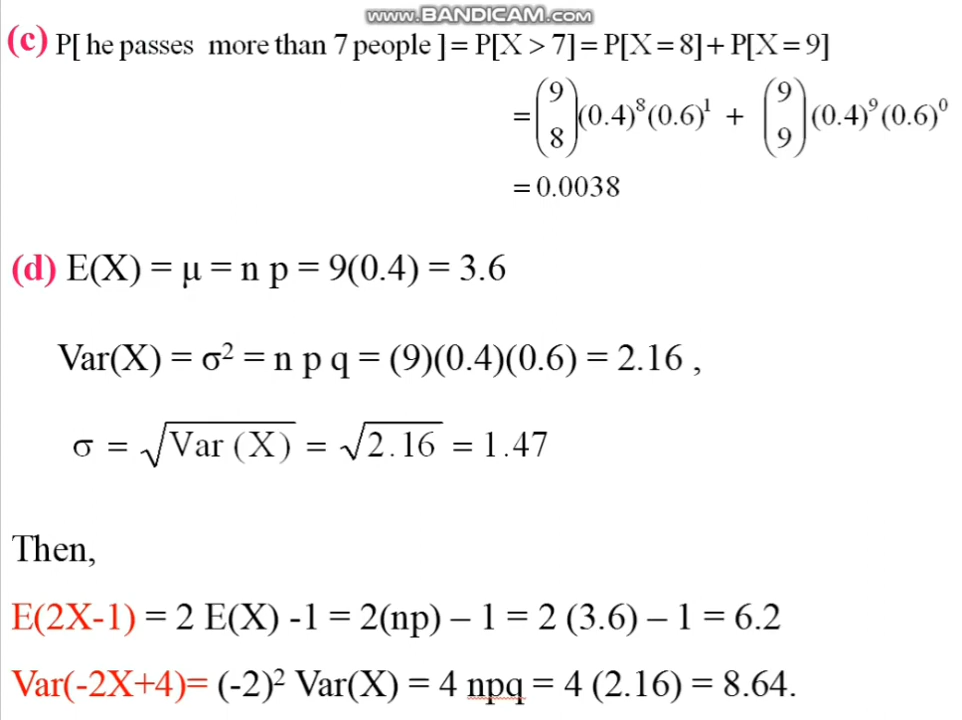 www.BANDICAM.com
(c) P[ he passes more than 7 people ] = P[X > 7] = P[X = 8] + P[X = 9]
= (9 8) (0.4)⁸ (0.6)¹ + (9 9) (0.4)⁹ (0.6)⁰
= 0.0038
(d) E(X) = μ = n p = 9(0.4) = 3.6
Var(X) = σ² = n p q = (9)(0.4)(0.6) = 2.16 ,
σ = √Var (X) = √2.16 = 1.47
Then,
E(2X-1) = 2 E(X) -1 = 2(np) – 1 = 2 (3.6) – 1 = 6.2
Var(-2X+4)= (-2)² Var(X) = 4 npq = 4 (2.16) = 8.64.